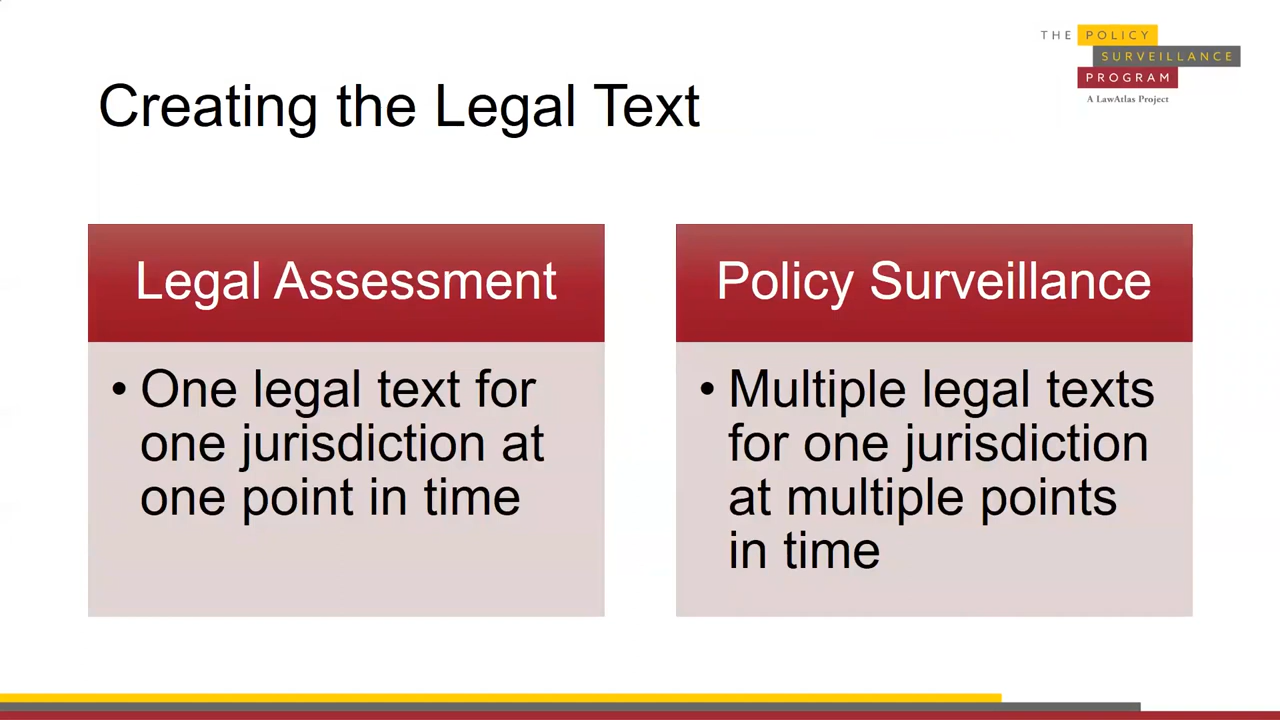 THE POLICY
SURVEILLANCE
PROGRAM
A LawAtlas Project
Creating the Legal Text
Legal Assessment
• One legal text for
one jurisdiction at
one point in time
Policy Surveillance
• Multiple legal texts
for one jurisdiction
at multiple points
in time